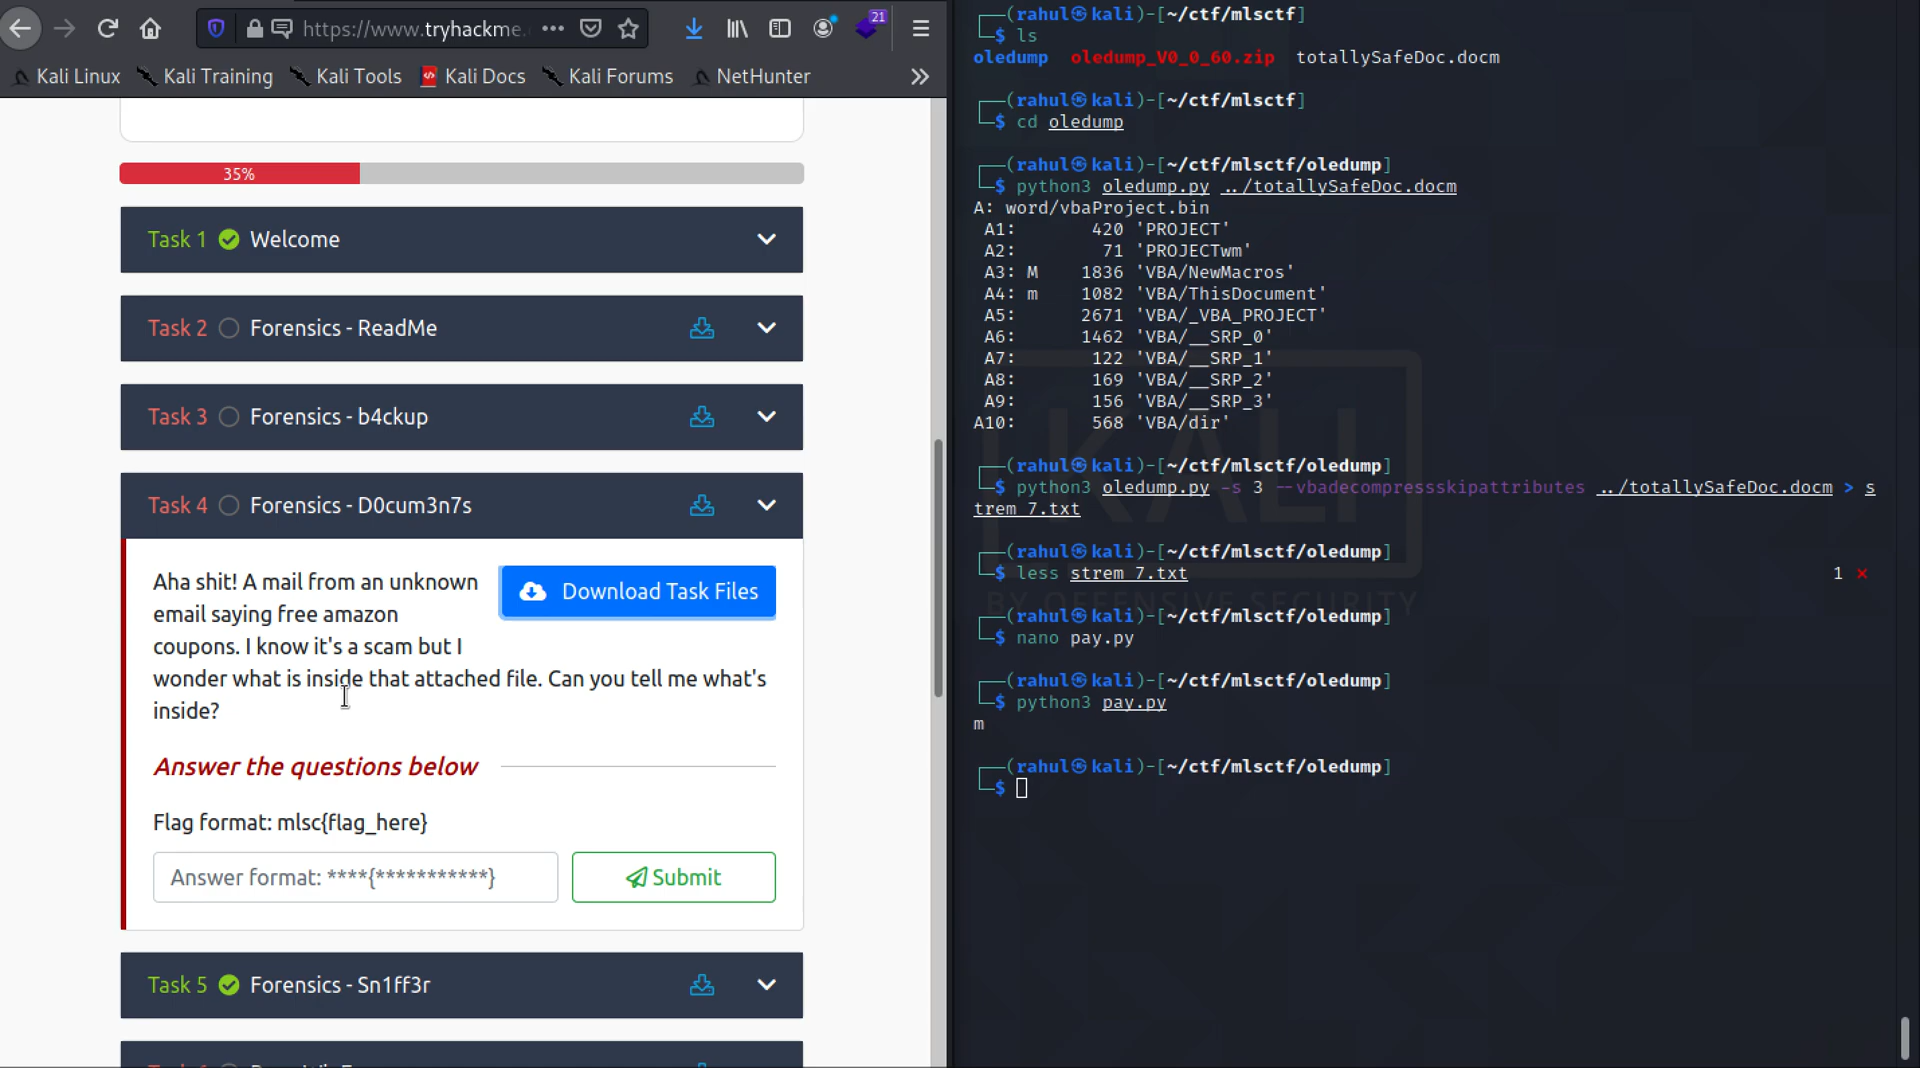 https://www.tryhackme.
21
Kali Linux
Kali Training
Kali Tools
Kali Docs
Kali Forums
NetHunter
35%
Task 1 Welcome
Task 2 Forensics - ReadMe
Task 3 Forensics - b4ckup
Task 4 Forensics - D0cum3n7s
Aha shit! A mail from an unknown
email saying free amazon
coupons. I know it's a scam but I
wonder what is inside that attached file. Can you tell me what's
inside?
Download Task Files
Answer the questions below
Flag format: mlsc{flag_here}
Answer format: ****{***********}
Submit
Task 5 Forensics - Sn1ff3r
┌──(rahul㉿kali)-[~/ctf/mlsctf]
└─$ ls
oledump oledump_V0_0_60.zip totallySafeDoc.docm
┌──(rahul㉿kali)-[~/ctf/mlsctf]
└─$ cd oledump
┌──(rahul㉿kali)-[~/ctf/mlsctf/oledump]
└─$ python3 oledump.py ../totallySafeDoc.docm
A: word/vbaProject.bin
A1: 420 'PROJECT'
A2: 71 'PROJECTwm'
A3: M 1836 'VBA/NewMacros'
A4: m 1082 'VBA/ThisDocument'
A5: 2671 'VBA/_VBA_PROJECT'
A6: 1462 'VBA/__SRP_0'
A7: 122 'VBA/__SRP_1'
A8: 169 'VBA/__SRP_2'
A9: 156 'VBA/__SRP_3'
A10: 568 'VBA/dir'
┌──(rahul㉿kali)-[~/ctf/mlsctf/oledump]
└─$ python3 oledump.py -s 3 --vbadecompressskipattributes ../totallySafeDoc.docm > s
trem_7.txt
┌──(rahul㉿kali)-[~/ctf/mlsctf/oledump]
└─$ less strem_7.txt 1 ⨯
┌──(rahul㉿kali)-[~/ctf/mlsctf/oledump]
└─$ nano pay.py
┌──(rahul㉿kali)-[~/ctf/mlsctf/oledump]
└─$ python3 pay.py
m
┌──(rahul㉿kali)-[~/ctf/mlsctf/oledump]
└─$
KALI
BY OFFENSIVE SECURITY